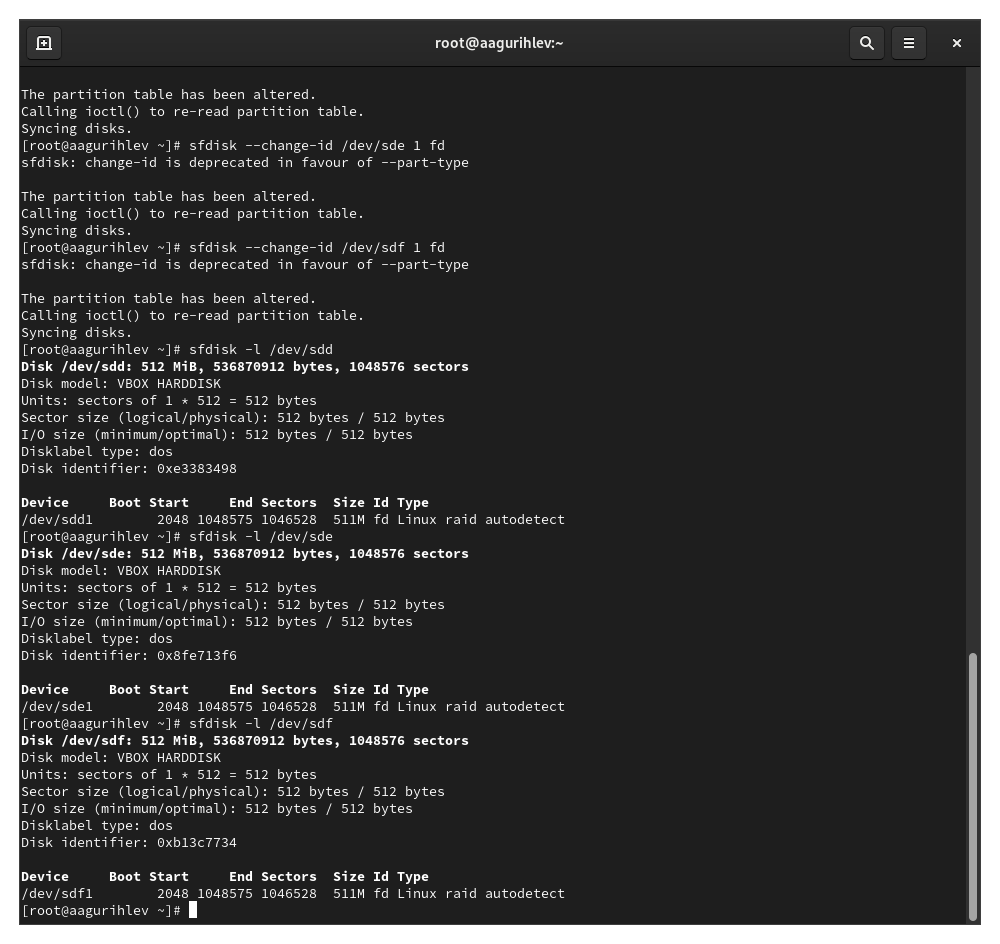 root@aagurihlev:~
The partition table has been altered.
Calling ioctl() to re-read partition table.
Syncing disks.
[root@aagurihlev ~]# sfdisk --change-id /dev/sde 1 fd
sfdisk: change-id is deprecated in favour of --part-type
The partition table has been altered.
Calling ioctl() to re-read partition table.
Syncing disks.
[root@aagurihlev ~]# sfdisk --change-id /dev/sdf 1 fd
sfdisk: change-id is deprecated in favour of --part-type
The partition table has been altered.
Calling ioctl() to re-read partition table.
Syncing disks.
[root@aagurihlev ~]# sfdisk -l /dev/sdd
Disk /dev/sdd: 512 MiB, 536870912 bytes, 1048576 sectors
Disk model: VBOX HARDDISK
Units: sectors of 1 * 512 = 512 bytes
Sector size (logical/physical): 512 bytes / 512 bytes
I/O size (minimum/optimal): 512 bytes / 512 bytes
Disklabel type: dos
Disk identifier: 0xe3383498
Device     Boot Start     End Sectors  Size Id Type
/dev/sdd1        2048 1048575 1046528  511M fd Linux raid autodetect
[root@aagurihlev ~]# sfdisk -l /dev/sde
Disk /dev/sde: 512 MiB, 536870912 bytes, 1048576 sectors
Disk model: VBOX HARDDISK
Units: sectors of 1 * 512 = 512 bytes
Sector size (logical/physical): 512 bytes / 512 bytes
I/O size (minimum/optimal): 512 bytes / 512 bytes
Disklabel type: dos
Disk identifier: 0x8fe713f6
Device     Boot Start     End Sectors  Size Id Type
/dev/sde1        2048 1048575 1046528  511M fd Linux raid autodetect
[root@aagurihlev ~]# sfdisk -l /dev/sdf
Disk /dev/sdf: 512 MiB, 536870912 bytes, 1048576 sectors
Disk model: VBOX HARDDISK
Units: sectors of 1 * 512 = 512 bytes
Sector size (logical/physical): 512 bytes / 512 bytes
I/O size (minimum/optimal): 512 bytes / 512 bytes
Disklabel type: dos
Disk identifier: 0xb13c7734
Device     Boot Start     End Sectors  Size Id Type
/dev/sdf1        2048 1048575 1046528  511M fd Linux raid autodetect
[root@aagurihlev ~]#